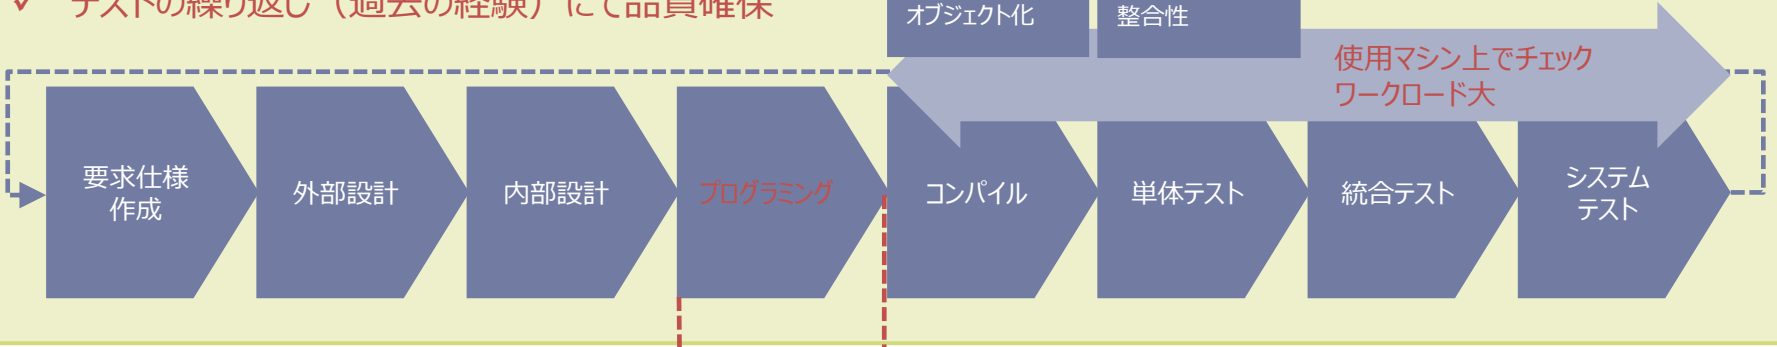 ✓ テストの繰り返し（過去の経験）にて品質確保
オブジェクト化
整合性
使用マシン上でチェック
ワークロード大
要求仕様
作成
外部設計
内部設計
プログラミング
コンパイル
単体テスト
統合テスト
システム
テスト